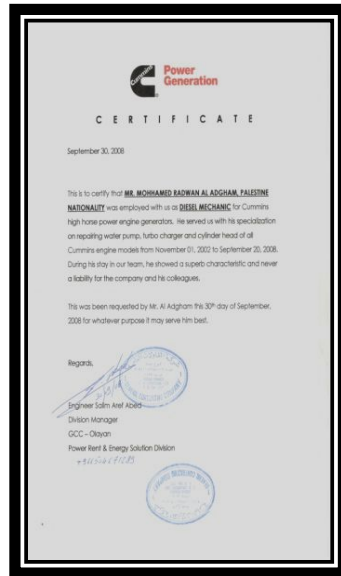 Cummins
Power
Generation
C E R T I F I C A T E
September 30, 2008
This is to certify that MR. MOHHAMED RADWAN AL ADGHAM, PALESTINE
NATIONALITY was employed with us as DIESEL MECHANIC for Cummins
high horse power engine generators. He served us with his specialization
on repairing water pump, turbo charger and cylinder head of all
Cummins engine models from November 01, 2002 to September 20, 2008.
During his stay in our team, he showed a superb characteristic and never
a liability for the company and his colleagues.
This was been requested by Mr. Al Adgham this 30th day of September,
2008 for whatever purpose it may serve him best.
Regards,
Engineer Salim Aref Abed
Division Manager
GCC – Olayan
Power Rent & Energy Solution Division